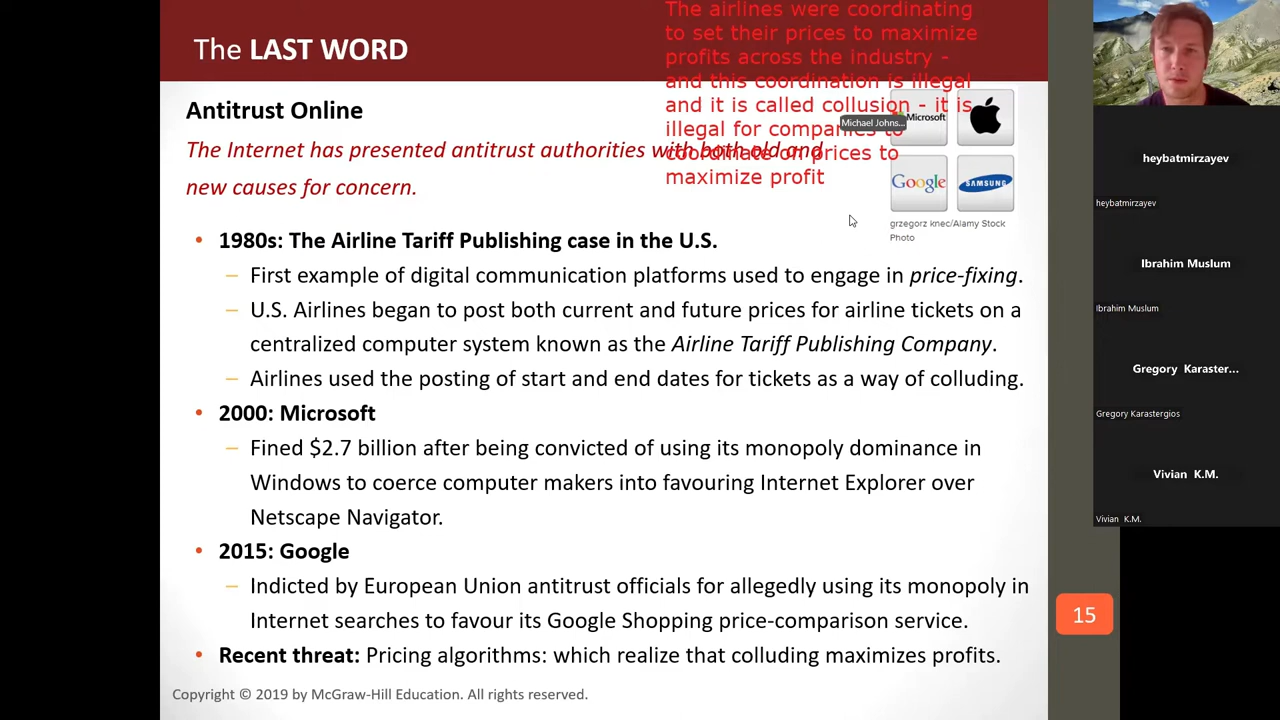 The LAST WORD
The airlines were coordinating
to set their prices to maximize
profits across the industry -
and this coordination is illegal
and it is called collusion - it is
illegal for companies to
coordinate on prices to
maximize profit
Antitrust Online
The Internet has presented antitrust authorities with both old and
new causes for concern.
Michael Johns...
Microsoft
Google
SAMSUNG
grzegorz knec/Alamy Stock
Photo
• 1980s: The Airline Tariff Publishing case in the U.S.
– First example of digital communication platforms used to engage in price-fixing.
– U.S. Airlines began to post both current and future prices for airline tickets on a
centralized computer system known as the Airline Tariff Publishing Company.
– Airlines used the posting of start and end dates for tickets as a way of colluding.
• 2000: Microsoft
– Fined $2.7 billion after being convicted of using its monopoly dominance in
Windows to coerce computer makers into favouring Internet Explorer over
Netscape Navigator.
• 2015: Google
– Indicted by European Union antitrust officials for allegedly using its monopoly in
Internet searches to favour its Google Shopping price-comparison service.
• Recent threat: Pricing algorithms: which realize that colluding maximizes profits.
Copyright © 2019 by McGraw-Hill Education. All rights reserved.
15
heybatmirzayev
heybatmirzayev
Ibrahim Muslum
Ibrahim Muslum
Gregory Karaster...
Gregory Karastergios
Vivian K.M.
Vivian K.M.